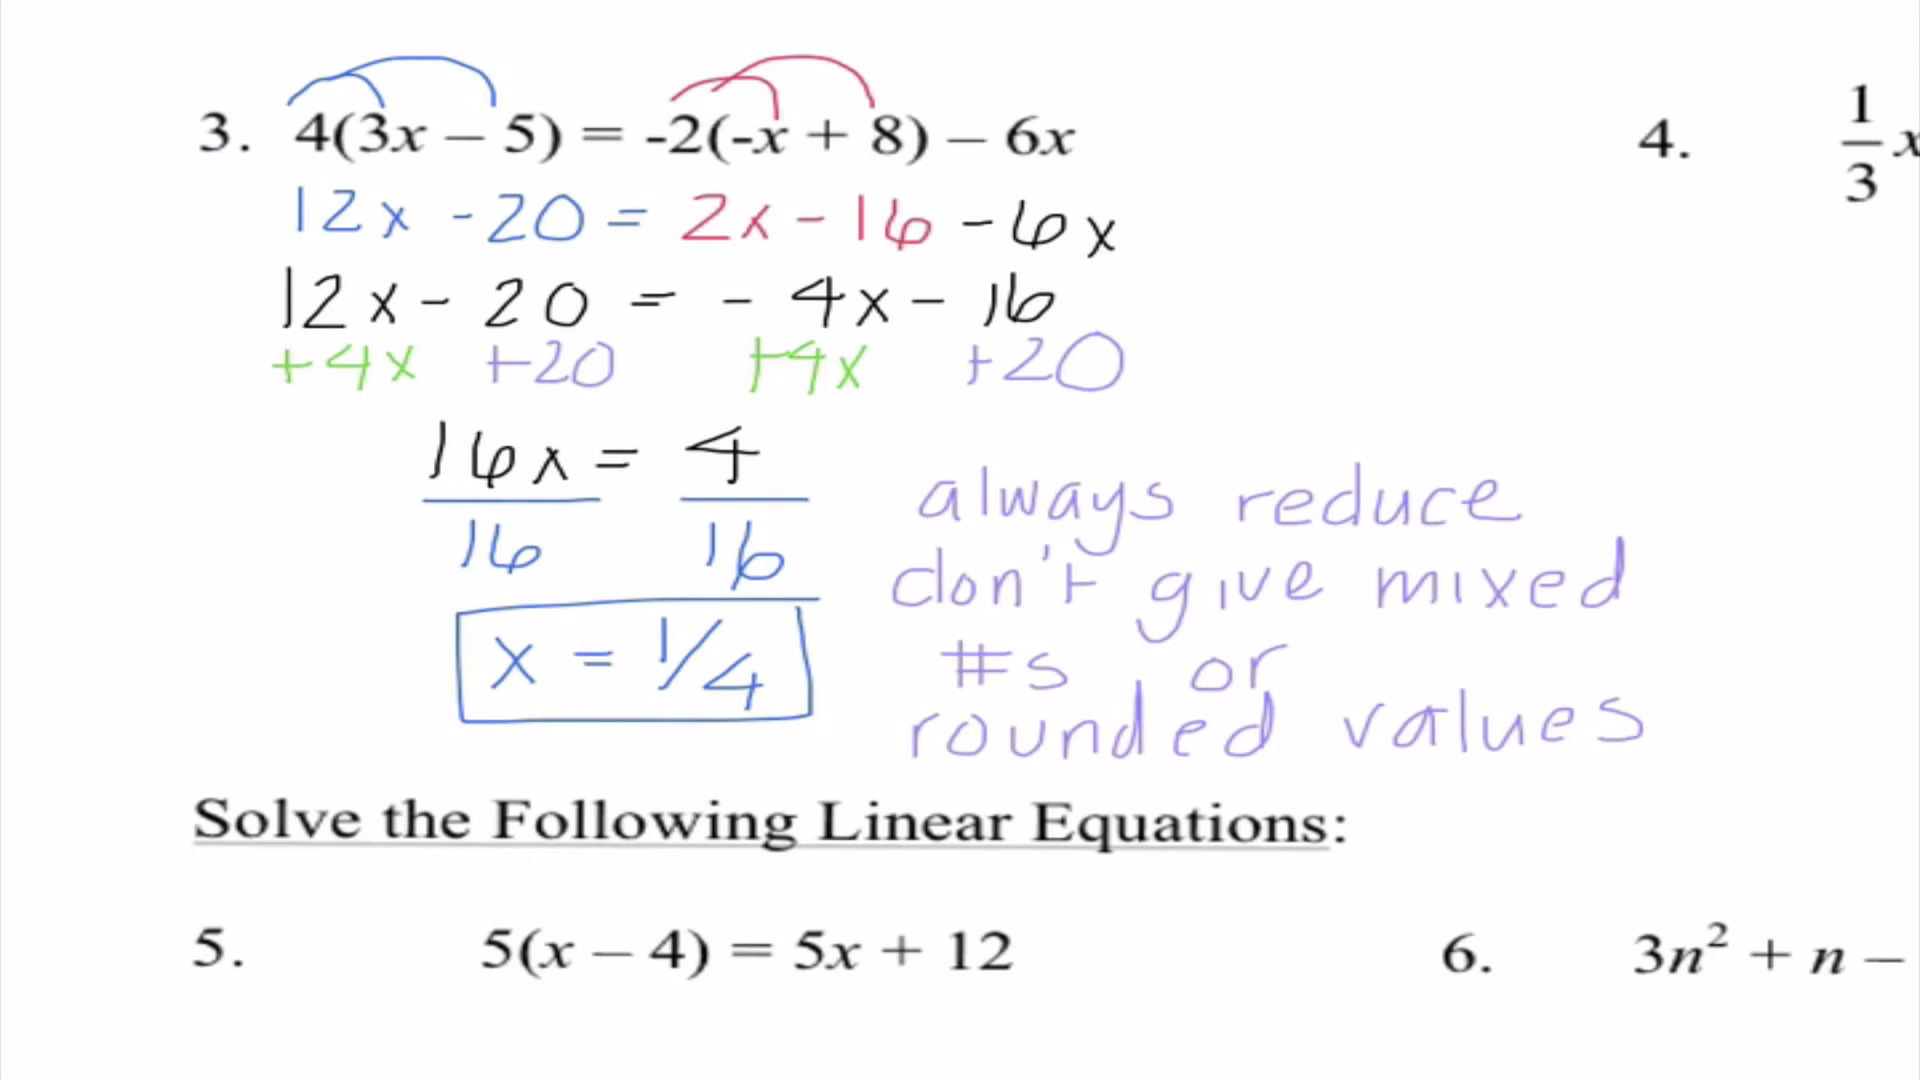 3. 4(3x – 5) = -2(-x + 8) – 6x
4. 1/3 x
12x - 20 = 2x - 16 - 6x
12x - 20 = - 4x - 16
+4x +20 +4x +20
16x = 4
16 16
x = 1/4
always reduce
don't give mixed
#s or
rounded values
Solve the Following Linear Equations:
5. 5(x – 4) = 5x + 12
6. 3n² + n –